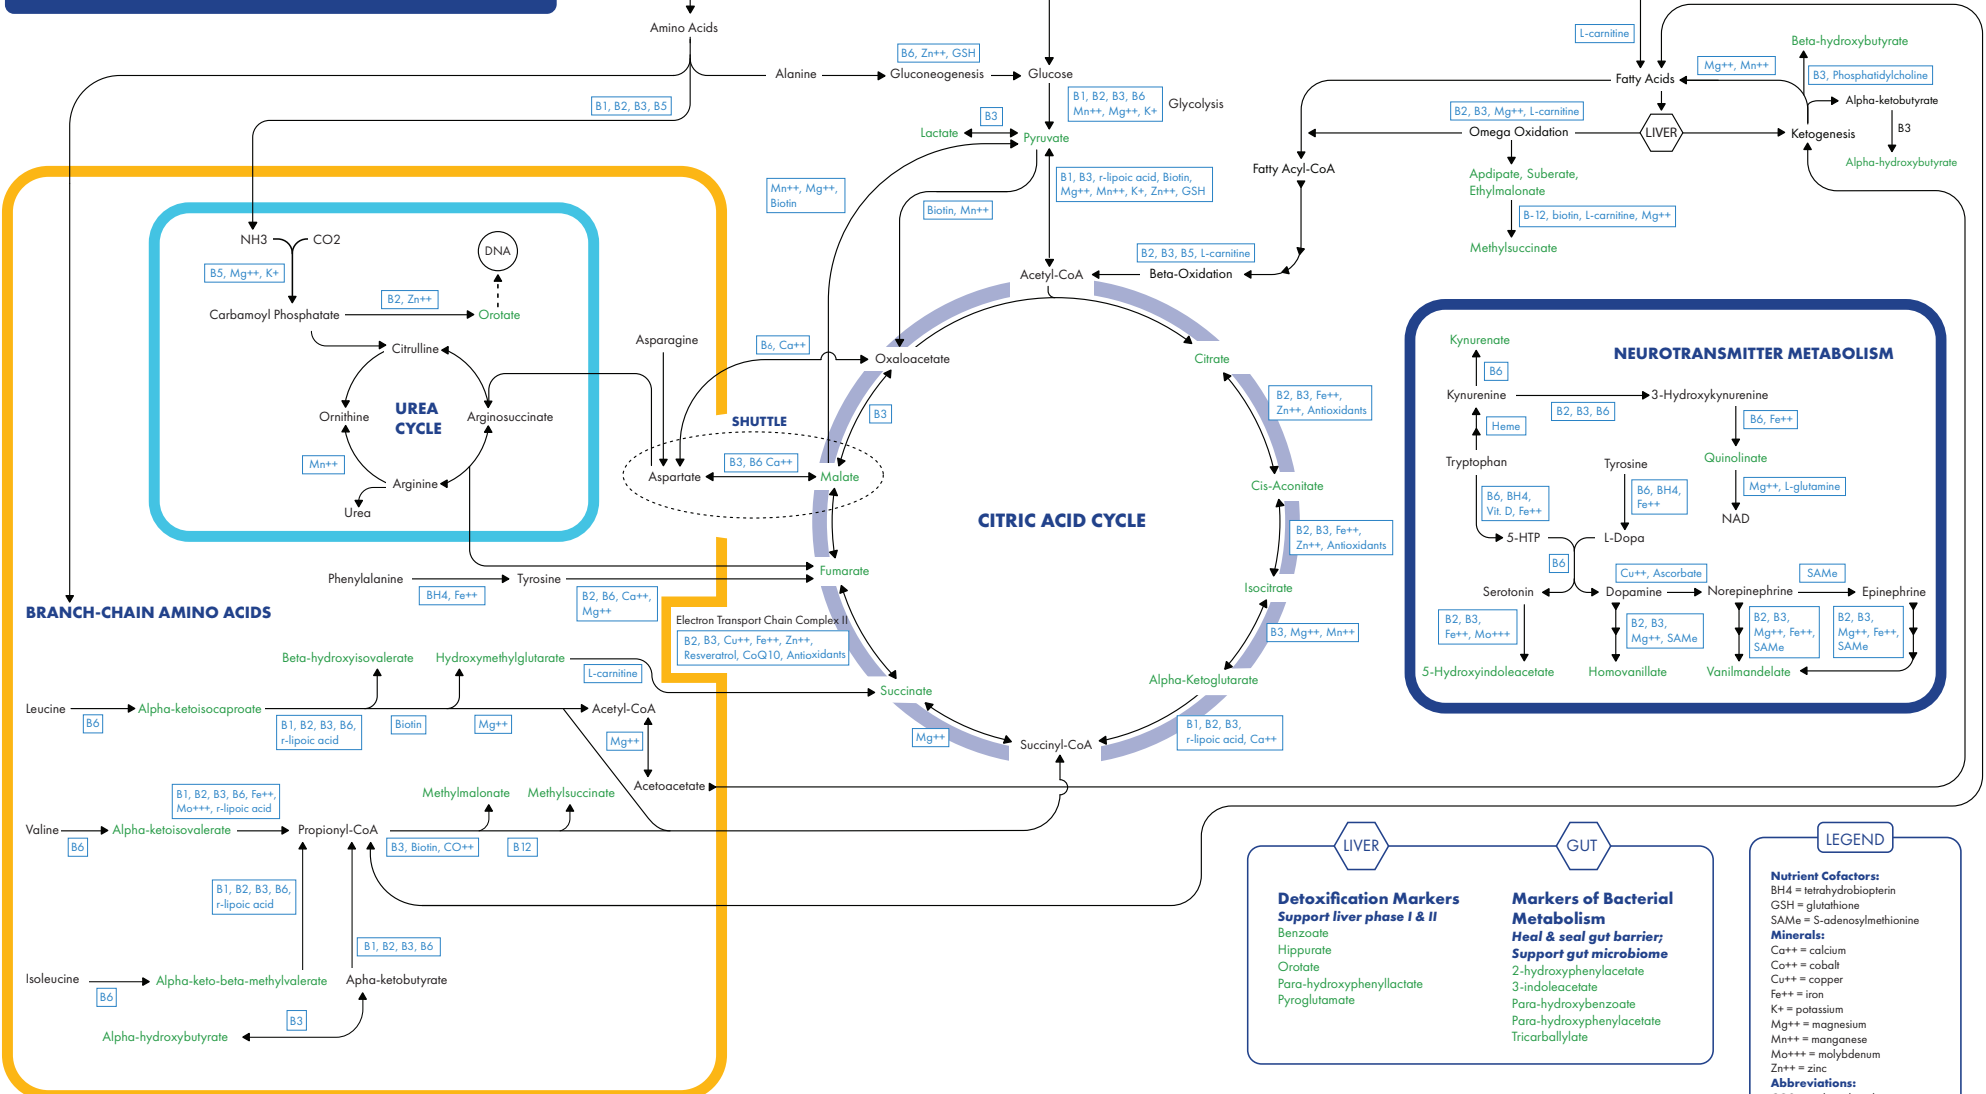 Amino Acids
Alanine
B6, Zn++, GSH
Gluconeogenesis
Glucose
B1, B2, B3, B5
B1, B2, B3, B6
Mn++, Mg++, K+
Glycolysis
B3
Lactate
Pyruvate
Mn++, Mg++,
Biotin
Biotin, Mn++
B1, B3, r-lipoic acid, Biotin,
Mg++, Mn++, K+, Zn++, GSH
L-carnitine
Fatty Acids
Mg++, Mn++
Beta-hydroxybutyrate
B3, Phosphatidylcholine
Alpha-ketobutyrate
B3
Alpha-hydroxybutyrate
Ketogenesis
LIVER
B2, B3, Mg++, L-carnitine
Omega Oxidation
Apdipate, Suberate,
Ethylmalonate
B-12, biotin, L-carnitine, Mg++
Methylsuccinate
Fatty Acyl-CoA
B2, B3, B5, L-carnitine
Beta-Oxidation
Acetyl-CoA
NH3
CO2
B5, Mg++, K+
DNA
Carbamoyl Phosphatate
B2, Zn++
Orotate
Citrulline
Ornithine
UREA
CYCLE
Arginosuccinate
Mn++
Arginine
Urea
Asparagine
B6, Ca++
Oxaloacetate
B3
SHUTTLE
Aspartate
B3, B6 Ca++
Malate
CITRIC ACID CYCLE
Citrate
B2, B3, Fe++,
Zn++, Antioxidants
Cis-Aconitate
B2, B3, Fe++,
Zn++, Antioxidants
Isocitrate
B3, Mg++, Mn++
Alpha-Ketoglutarate
B1, B2, B3,
r-lipoic acid, Ca++
Succinyl-CoA
Mg++
Succinate
Fumarate
Phenylalanine
BH4, Fe++
Tyrosine
B2, B6, Ca++,
Mg++
Electron Transport Chain Complex II
B2, B3, Cu++, Fe++, Zn++,
Resveratrol, CoQ10, Antioxidants
BRANCH-CHAIN AMINO ACIDS
Beta-hydroxyisovalerate
Hydroxymethylglutarate
L-carnitine
Leucine
B6
Alpha-ketoisocaproate
B1, B2, B3, B6,
r-lipoic acid
Biotin
Mg++
Acetyl-CoA
Mg++
Acetoacetate
B1, B2, B3, B6, Fe++,
Mo+++, r-lipoic acid
Methylmalonate
Methylsuccinate
Valine
B6
Alpha-ketoisovalerate
Propionyl-CoA
B3, Biotin, CO++
B12
B1, B2, B3, B6,
r-lipoic acid
B1, B2, B3, B6
Isoleucine
B6
Alpha-keto-beta-methylvalerate
Apha-ketobutyrate
B3
Alpha-hydroxybutyrate
NEUROTRANSMITTER METABOLISM
Kynurenate
B6
Kynurenine
B2, B3, B6
3-Hydroxykynurenine
Heme
B6, Fe++
Tryptophan
Tyrosine
Quinolinate
B6, BH4,
Vit. D, Fe++
B6, BH4,
Fe++
Mg++, L-glutamine
NAD
5-HTP
L-Dopa
B6
Cu++, Ascorbate
SAMe
Serotonin
Dopamine
Norepinephrine
Epinephrine
B2, B3,
Fe++, Mo+++
B2, B3,
Mg++, SAMe
B2, B3,
Mg++, Fe++,
SAMe
B2, B3,
Mg++, Fe++,
SAMe
5-Hydroxyindoleacetate
Homovanillate
Vanilmandelate
LIVER
Detoxification Markers
Support liver phase I & II
Benzoate
Hippurate
Orotate
Para-hydroxyphenyllactate
Pyroglutamate
GUT
Markers of Bacterial
Metabolism
Heal & seal gut barrier;
Support gut microbiome
2-hydroxyphenylacetate
3-indoleacetate
Para-hydroxybenzoate
Para-hydroxyphenylacetate
Tricarballylate
LEGEND
Nutrient Cofactors:
BH4 = tetrahydrobiopterin
GSH = glutathione
SAMe = S-adenosylmethionine
Minerals:
Ca++ = calcium
Co++ = cobalt
Cu++ = copper
Fe++ = iron
K+ = potassium
Mg++ = magnesium
Mn++ = manganese
Mo+++ = molybdenum
Zn++ = zinc
Abbreviations: